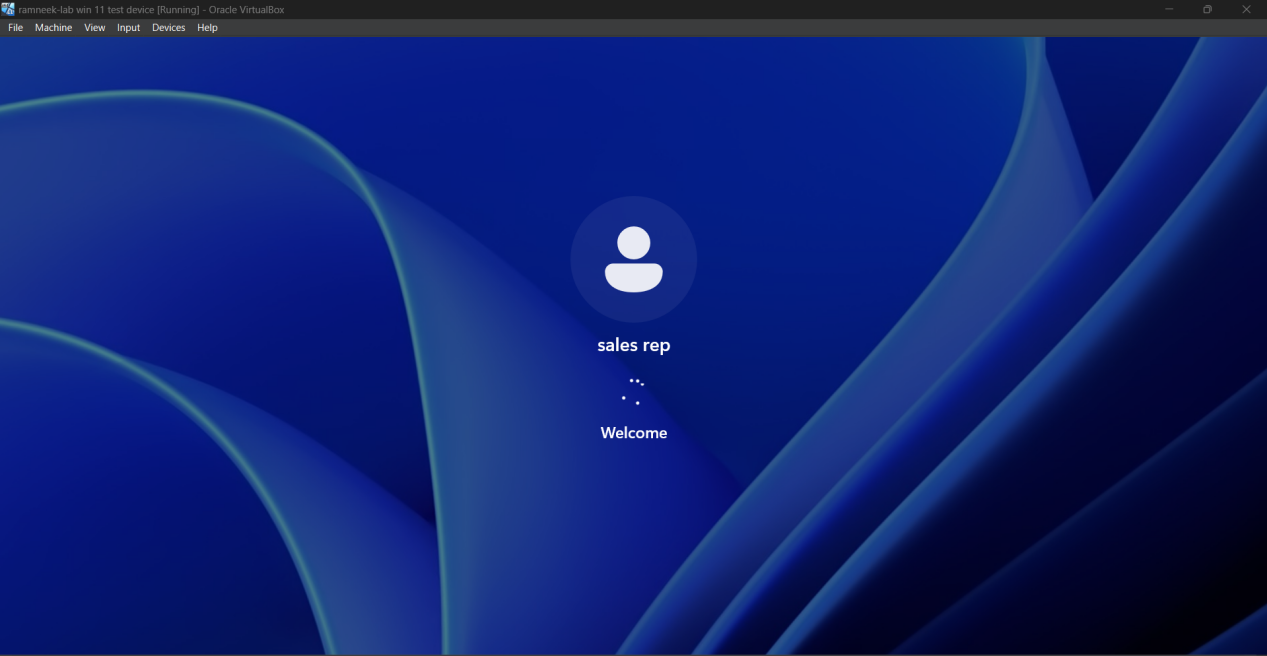 ramneek-lab win 11 test device [Running] - Oracle VirtualBox
File Machine View Input Devices Help
sales rep
Welcome